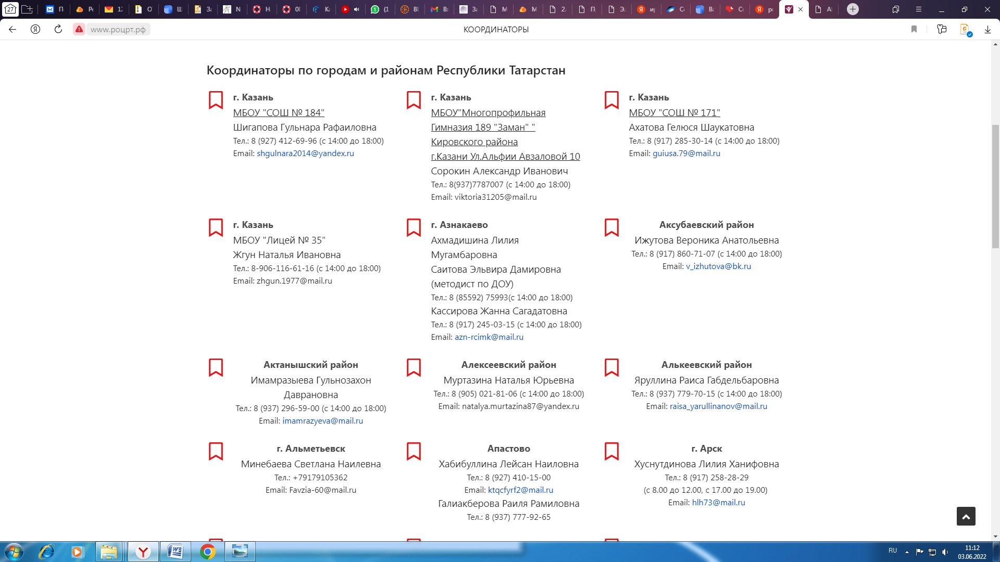 27
www.роцрт.рф
КООРДИНАТОРЫ
Координаторы по городам и районам Республики Татарстан
г. Казань
МБОУ "СОШ № 184"
Шигапова Гульнара Рафаиловна
Тел.: 8 (927) 412-69-96 (с 14:00 до 18:00)
Email: shgulnara2014@yandex.ru
г. Казань
МБОУ"Многопрофильная
Гимназия 189 "Заман" "
Кировского района
г.Казани Ул.Альфии Авзаловой 10
Сорокин Александр Иванович
Тел.: 8(937)7787007 (с 14:00 до 18:00)
Email: viktoria31205@mail.ru
г. Казань
МБОУ "СОШ № 171"
Ахатова Гелюся Шаукатовна
Тел.: 8 (917) 285-30-14 (с 14:00 до 18:00)
Email: guiusa.79@mail.ru
г. Казань
МБОУ "Лицей № 35"
Жгун Наталья Ивановна
Тел.: 8-906-116-61-16 (с 14:00 до 18:00)
Email: zhgun.1977@mail.ru
г. Азнакаево
Ахмадишина Лилия
Мугамбаровна
Саитова Эльвира Дамировна
(методист по ДОУ)
Тел.: 8 (85592) 75993(с 14:00 до 18:00)
Кассирова Жанна Сагадатовна
Тел.: 8 (917) 245-03-15 (с 14:00 до 18:00)
Email: azn-rcimk@mail.ru
Аксубаевский район
Ижутова Вероника Анатольевна
Тел.: 8 (917) 860-71-07 (с 14:00 до 18:00)
Email: v_izhutova@bk.ru
Актанышский район
Имамразыева Гульнозахон
Даврановна
Тел.: 8 (937) 296-59-00 (с 14:00 до 18:00)
Email: imamrazyeva@mail.ru
Алексеевский район
Муртазина Наталья Юрьевна
Тел.: 8 (905) 021-81-06 (с 14:00 до 18:00)
Email: natalya.murtazina87@yandex.ru
Алькеевский район
Яруллина Раиса Габдельбаровна
Тел.: 8 (937) 779-70-15 (с 14:00 до 18:00)
Email: raisa_yarullinanov@mail.ru
г. Альметьевск
Минебаева Светлана Наилевна
Тел.: +79179105362
Email: Favzia-60@mail.ru
Апастово
Хабибуллина Лейсан Наиловна
Тел.: 8 (927) 410-15-00
Email: ktqcfyrf2@mail.ru
Галиакберова Раиля Рамиловна
Тел.: 8 (937) 777-92-65
г. Арск
Хуснутдинова Лилия Ханифовна
Тел.: 8 (917) 258-28-29
(с 8.00 до 12.00, с 17.00 до 19.00)
Email: hlh73@mail.ru
RU
11:12
03.06.2022